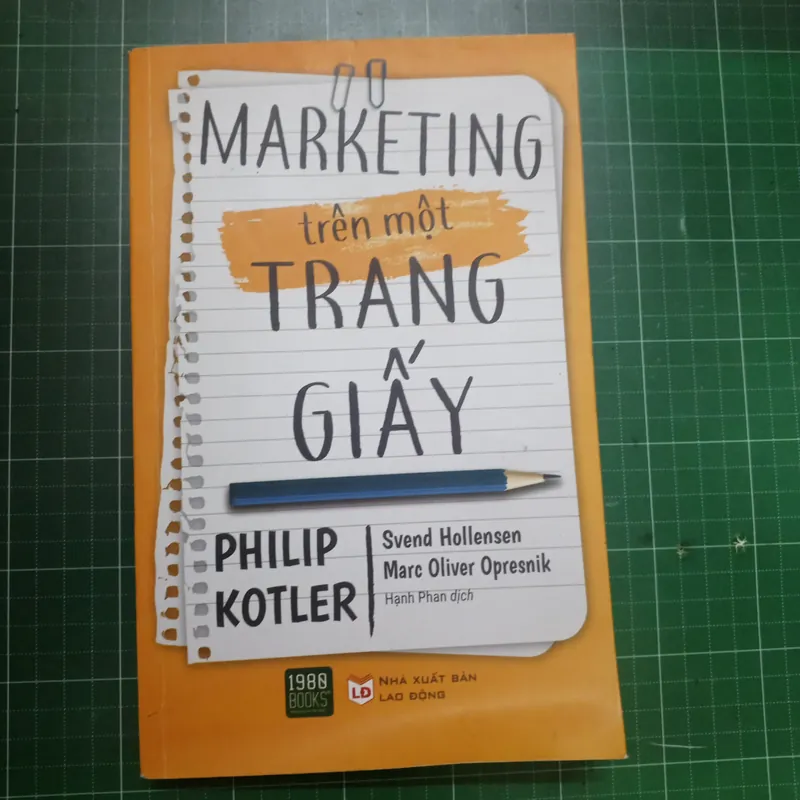 MARKETING
trên một
TRANG
GIẤY
PHILIP
KOTLER
Svend Hollensen
Marc Oliver Opresnik
Hạnh Phan dịch
1980
BOOKS
LĐ
NHÀ XUẤT BẢN
LAO ĐỘNG